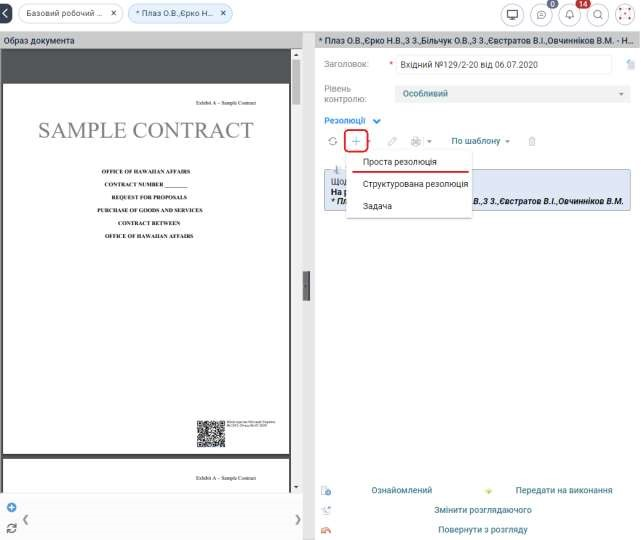 Базовий робочий ... ×
* Плаз О.В.,Єрко Н... ×
0
14
Образ документа
* Плаз О.В.,Єрко Н.В.,З З.,Більчук О.В.,З З.,Євстратов В.І.,Овчинніков В.М. - Н...
Exhibit A – Sample Contract
SAMPLE CONTRACT
OFFICE OF HAWAIIAN AFFAIRS
CONTRACT NUMBER ________
REQUEST FOR PROPOSALS
PURCHASE OF GOODS AND SERVICES
CONTRACT BETWEEN
OFFICE OF HAWAIIAN AFFAIRS
Exhibit A – Sample Contract
Заголовок: * Вхідний №129/2-20 від 06.07.2020
Рівень контролю: Особливий
Резолюції
По шаблону
Проста резолюція
Структурована резолюція
Задача
Щод
На р
* Пл
В.,З З.,Євстратов В.І.,Овчинніков В.М.
Ознайомлений
Передати на виконання
Змінити розглядаючого
Повернути з розгляду